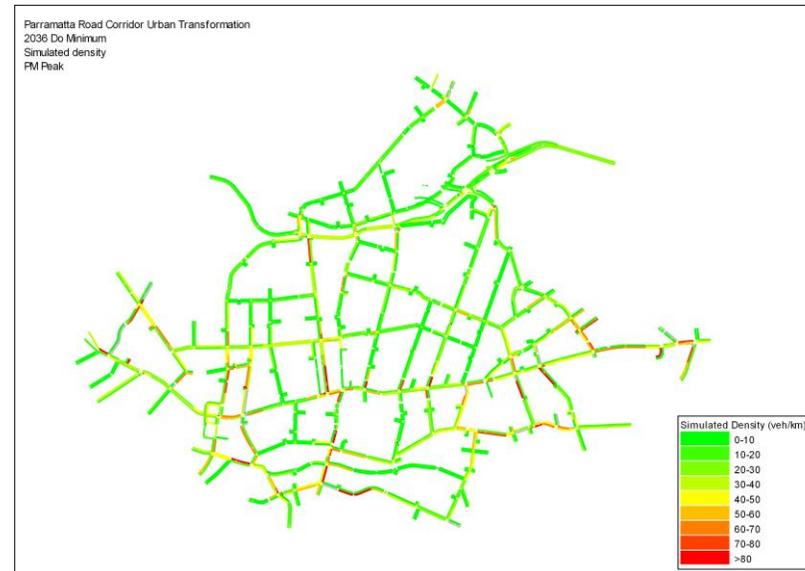 Parramatta Road Corridor Urban Transformation
2036 Do Minimum
Simulated density
PM Peak
Simulated Density (veh/km)
0-10
10-20
20-30
30-40
40-50
50-60
60-70
70-80
>80